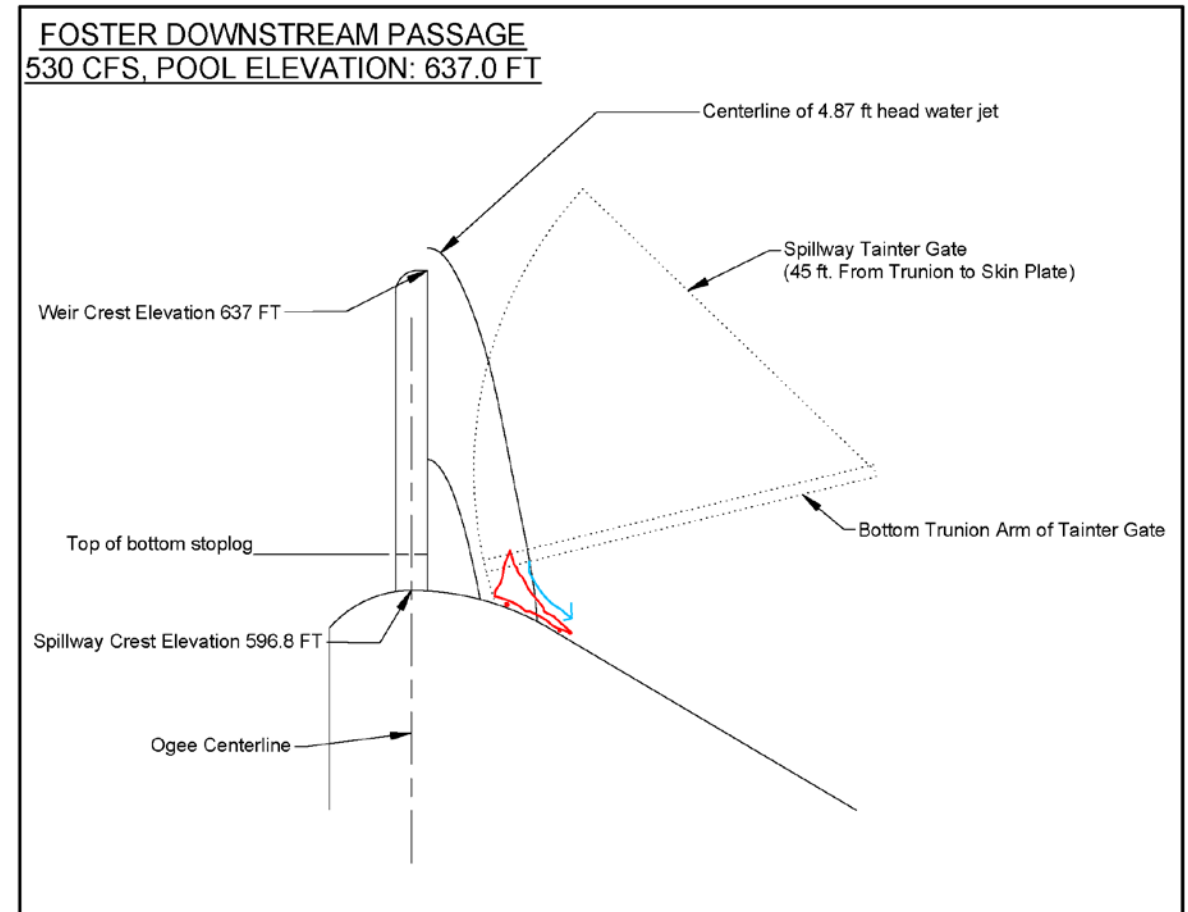 FOSTER DOWNSTREAM PASSAGE
530 CFS, POOL ELEVATION: 637.0 FT
Centerline of 4.87 ft head water jet
Spillway Tainter Gate
(45 ft. From Trunion to Skin Plate)
Weir Crest Elevation 637 FT
Bottom Trunion Arm of Tainter Gate
Top of bottom stoplog
Spillway Crest Elevation 596.8 FT
Ogee Centerline